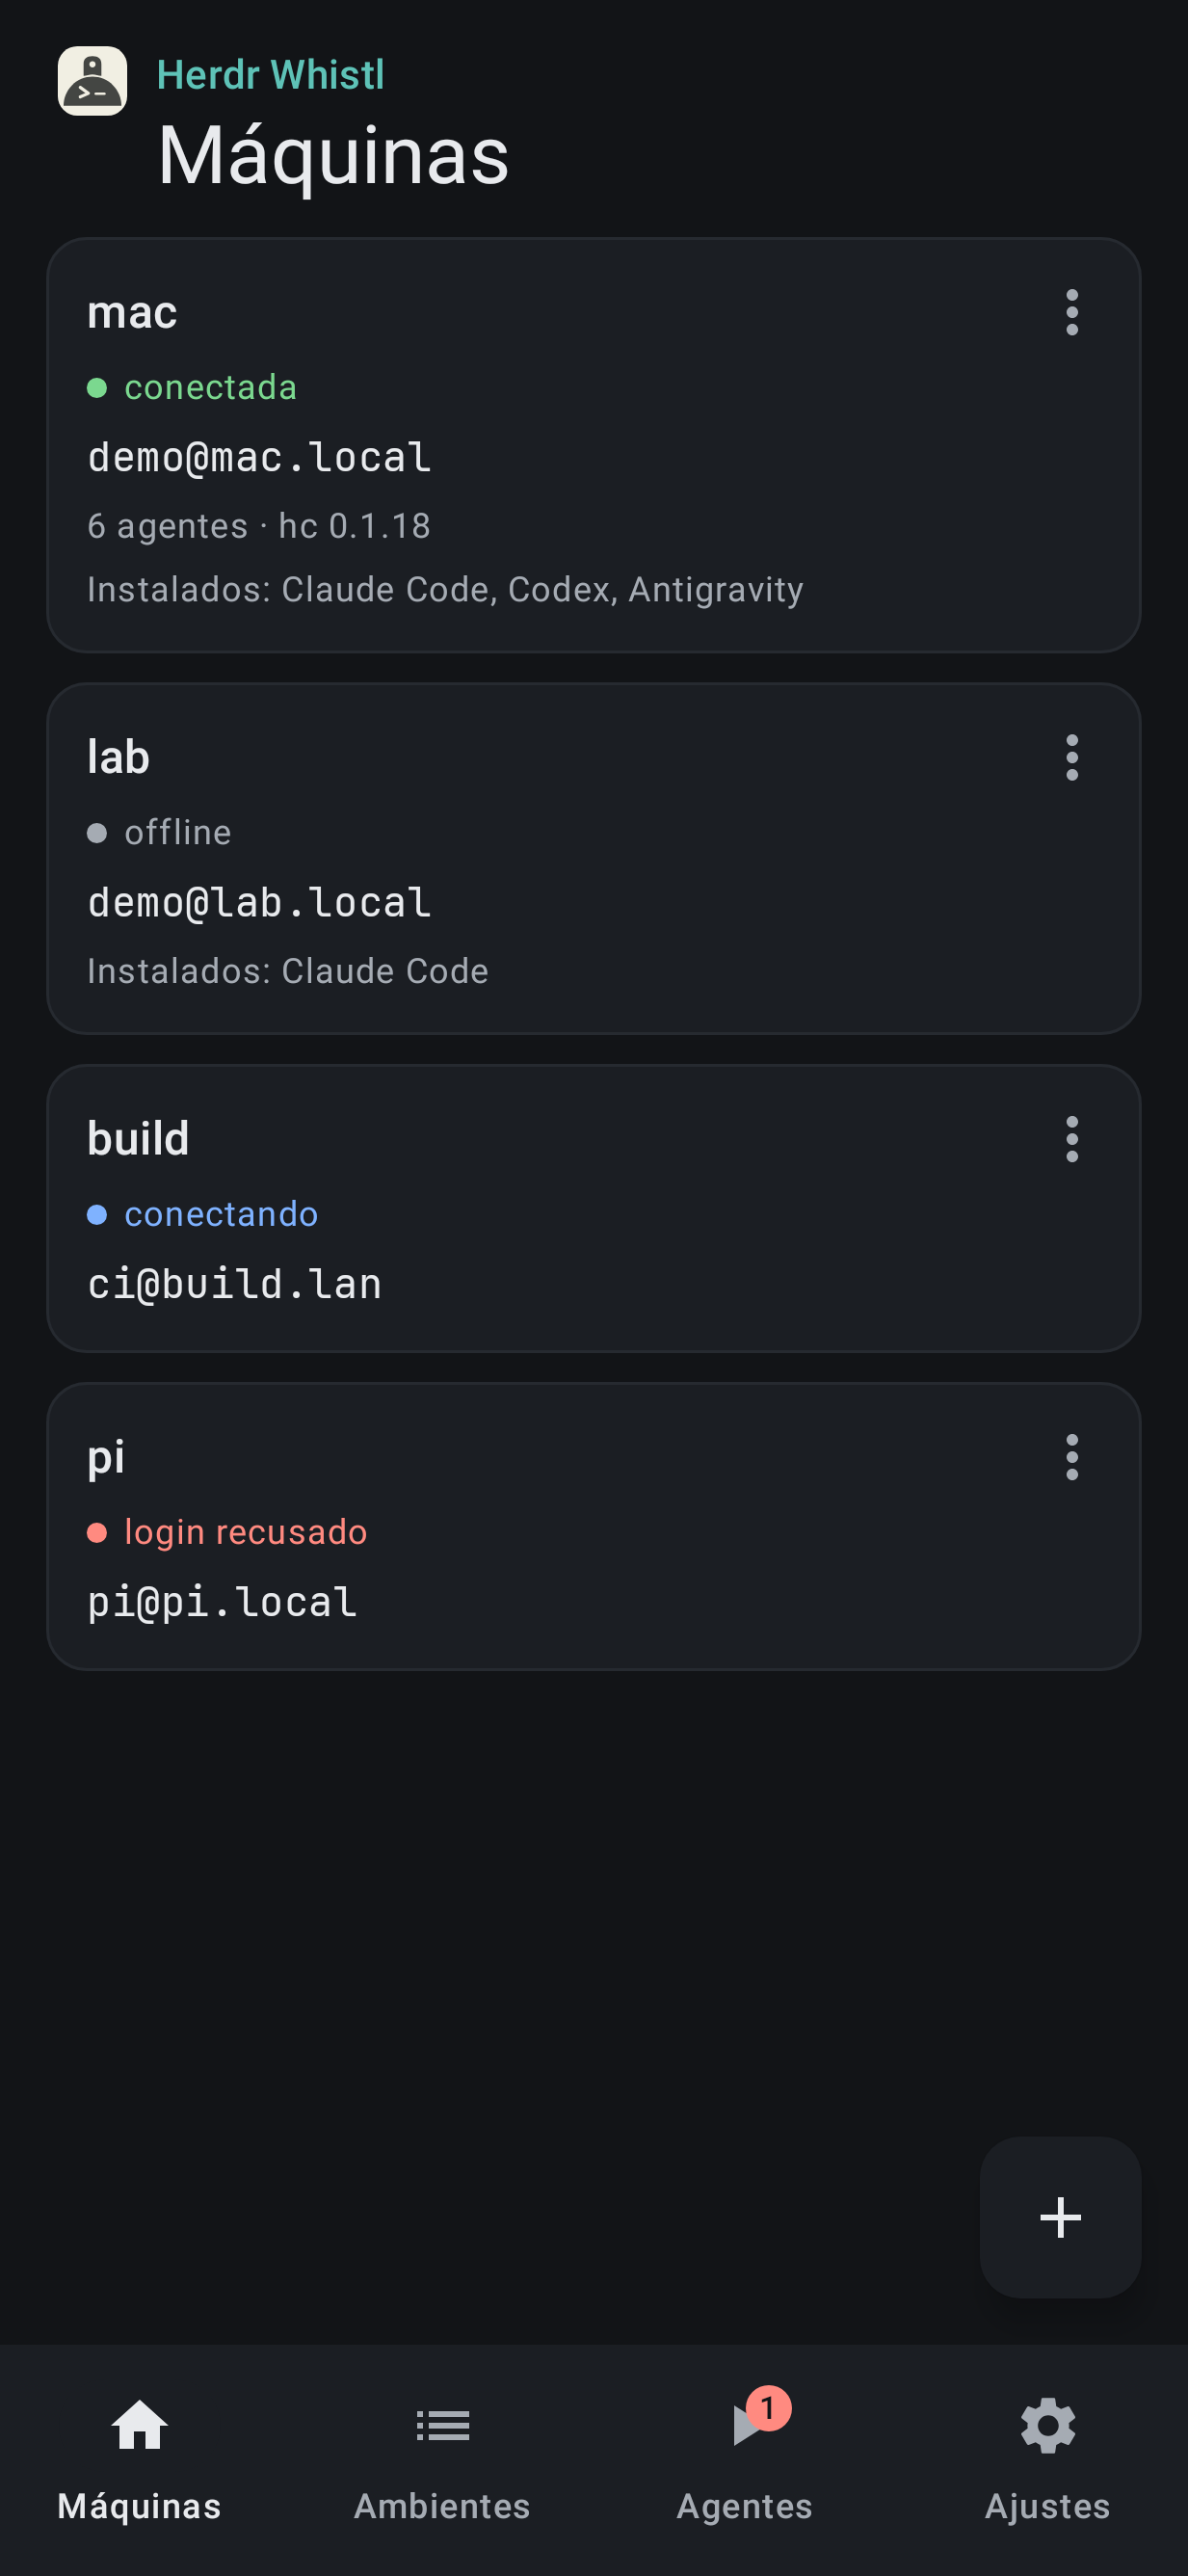 Herdr Whistl
Máquinas
mac
conectada
demo@mac.local
6 agentes · hc 0.1.18
Instalados: Claude Code, Codex, Antigravity
lab
offline
demo@lab.local
Instalados: Claude Code
build
conectando
ci@build.lan
pi
login recusado
pi@pi.local
1
Máquinas
Ambientes
Agentes
Ajustes